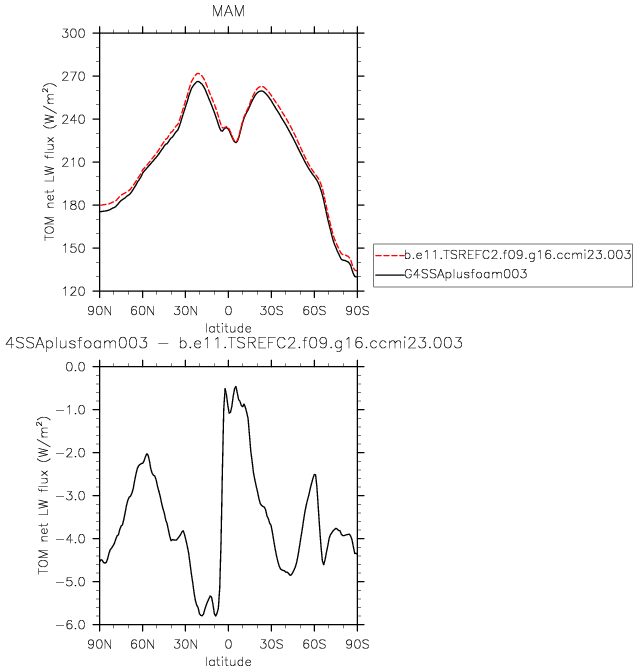 MAM
300
270
240
210
180
150
120
TOM net LW flux (W/m²)
90N 60N 30N 0 30S 60S 90S
latitude
b.e11.TSREFC2.f09.g16.ccmi23.003
G4SSAplusfoam003
4SSAplusfoam003 − b.e11.TSREFC2.f09.g16.ccmi23.003
0.0
−1.0
−2.0
−3.0
−4.0
−5.0
−6.0
TOM net LW flux (W/m²)
90N 60N 30N 0 30S 60S 90S
latitude